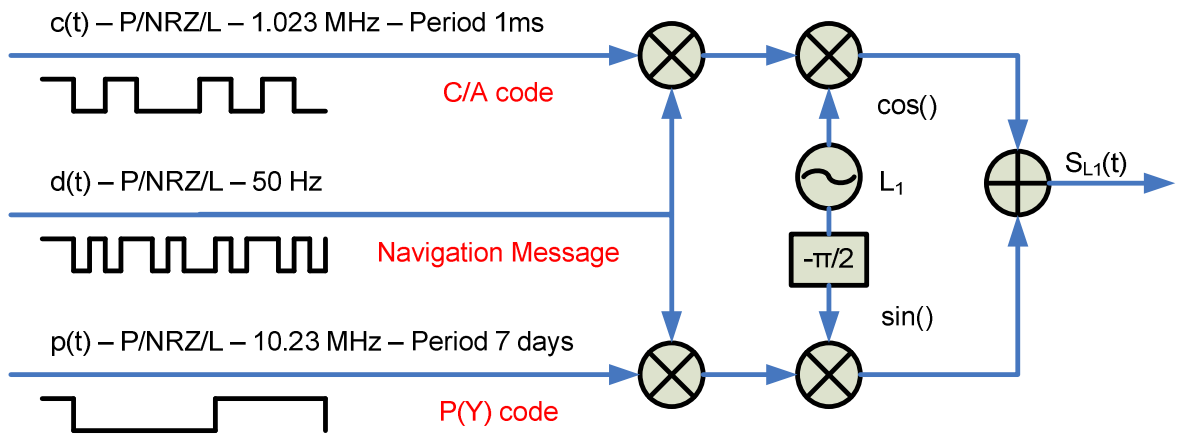 c(t) – P/NRZ/L – 1.023 MHz – Period 1ms
C/A code
cos()
d(t) – P/NRZ/L – 50 Hz
L1
SL1(t)
Navigation Message
-π/2
sin()
p(t) – P/NRZ/L – 10.23 MHz – Period 7 days
P(Y) code